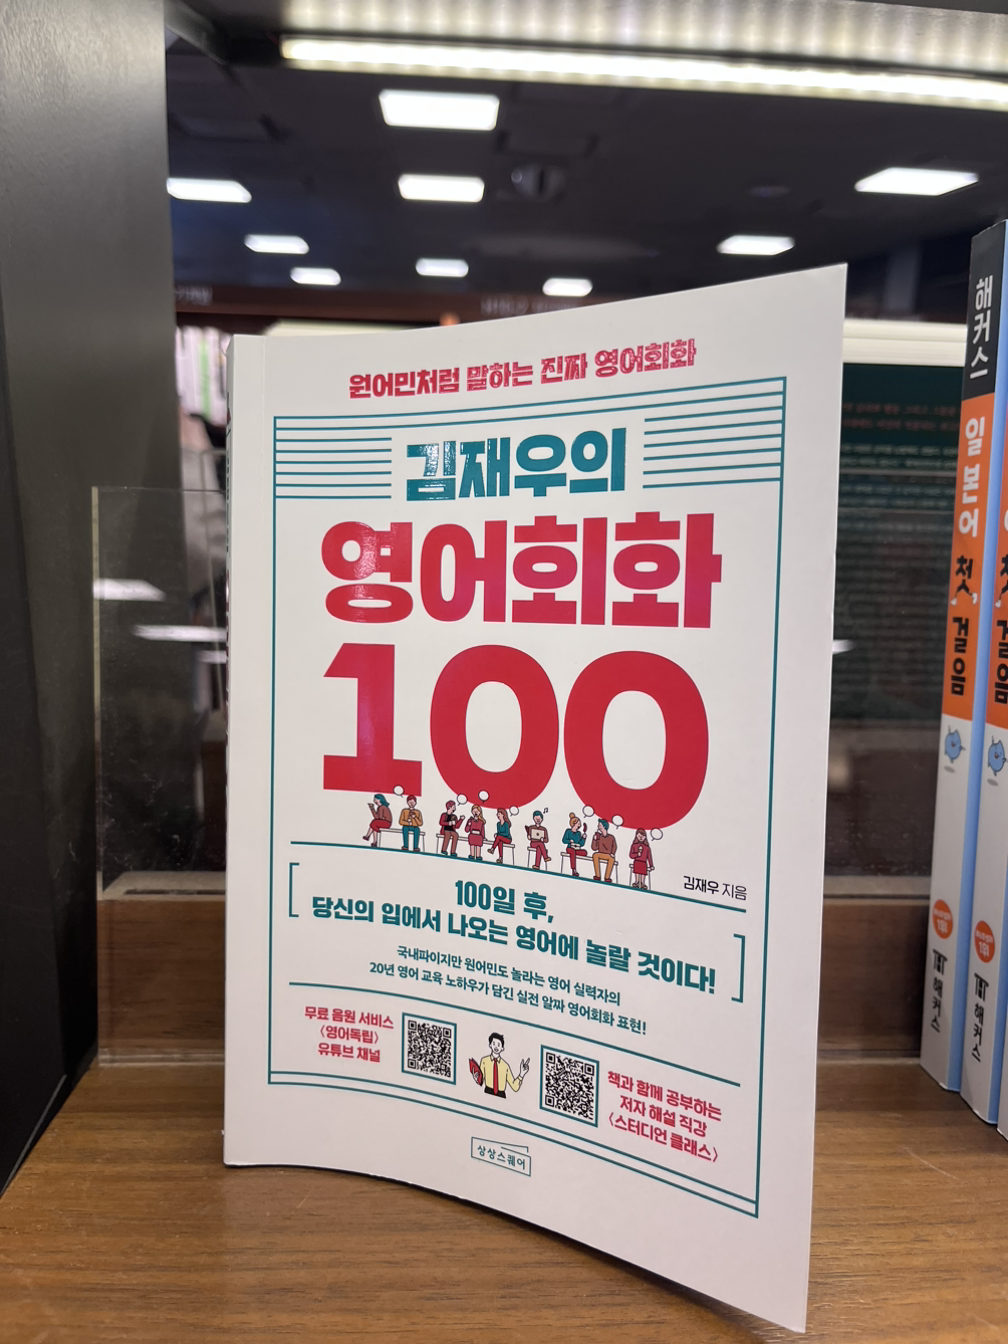 원어민처럼 말하는 진짜 영어회화
김재우의
영어회화
100
김재우 지음
100일 후,
당신의 입에서 나오는 영어에 놀랄 것이다!
국내파이지만 원어민도 놀라는 영어 실력자의
20년 영어 교육 노하우가 담긴 실전 알짜 영어회화 표현!
무료 음원 서비스
〈영어독립〉
유튜브 채널
책과 함께 공부하는
저자 해설 직강
〈스터디언 클래스〉
상상스퀘어
해커스
일본어 첫걸음
해커스
해커스